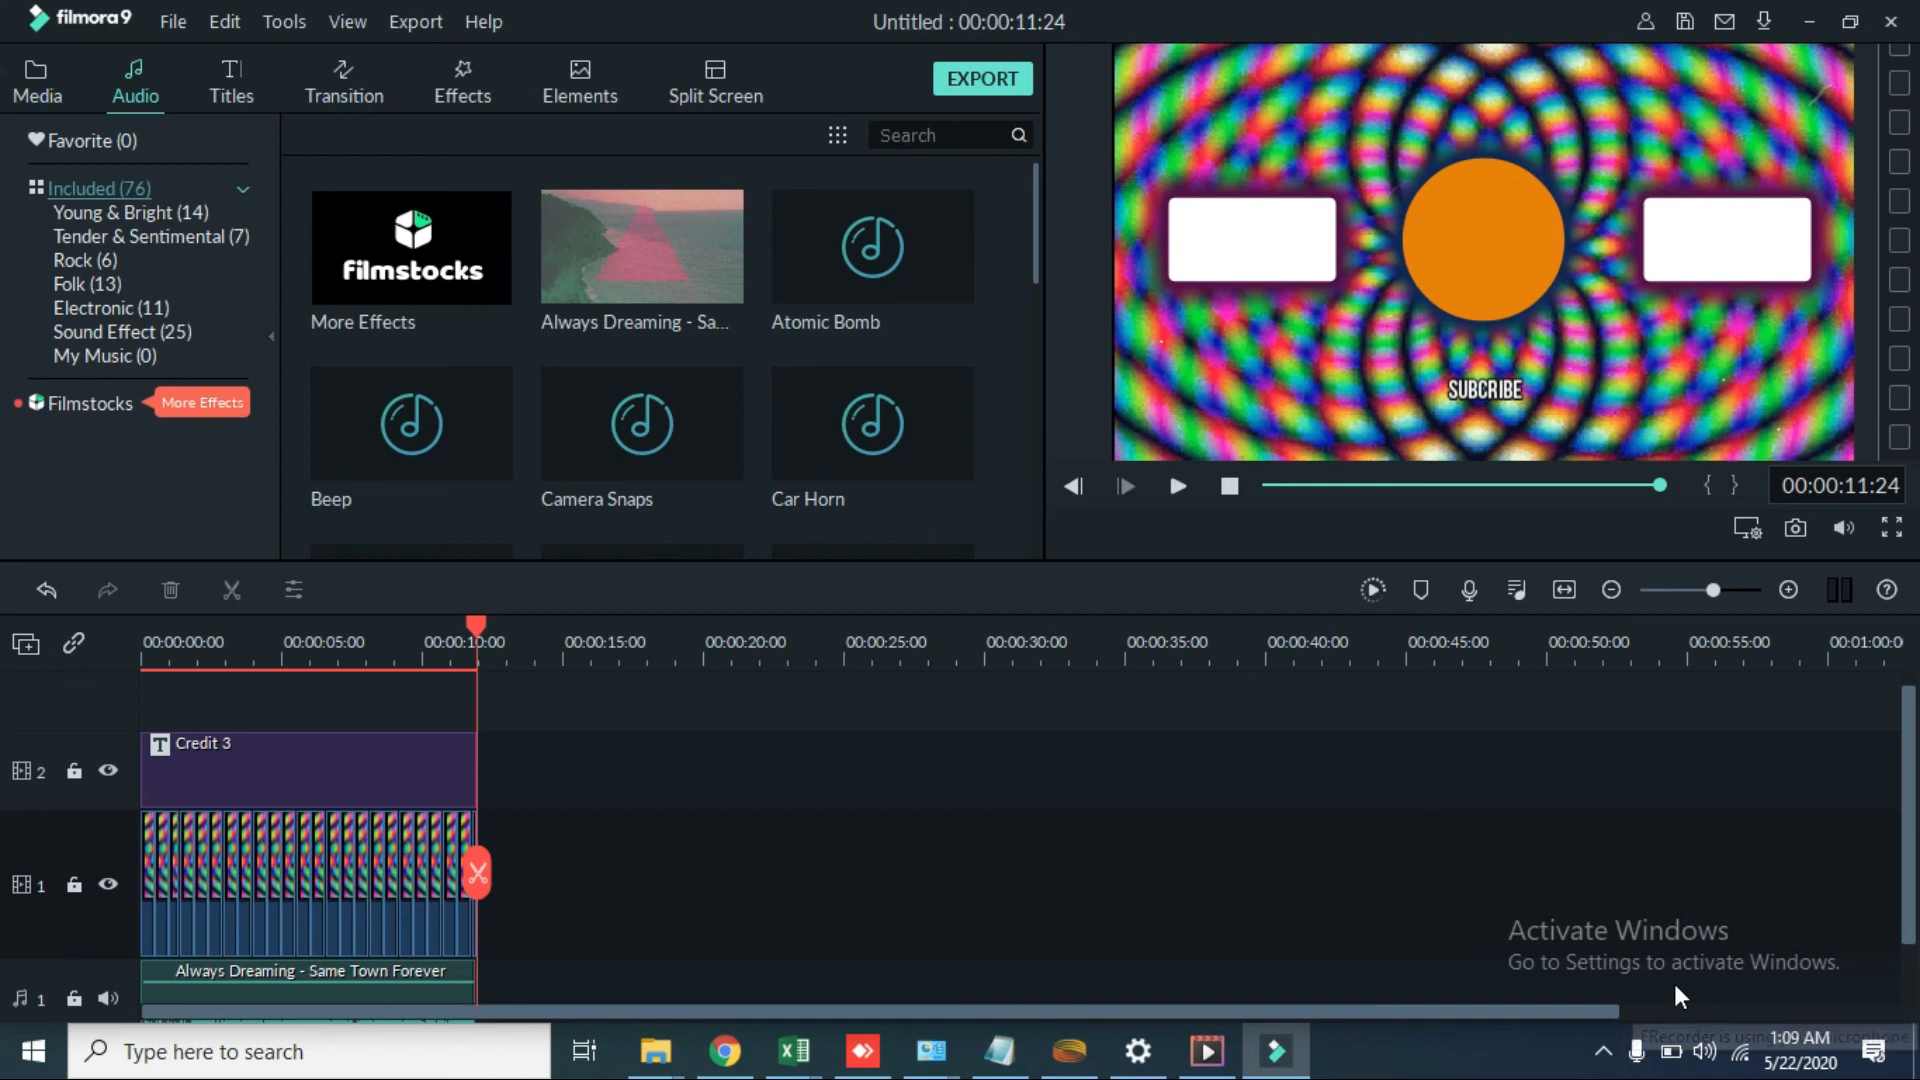 filmora9 File Edit Tools View Export Help Untitled : 00:00:11:24
Media Audio Titles Transition Effects Elements Split Screen EXPORT
Favorite (0)
Search
Included (76)
Young & Bright (14)
Tender & Sentimental (7)
Rock (6)
Folk (13)
Electronic (11)
Sound Effect (25)
My Music (0)
Filmstocks More Effects
filmstocks
More Effects Always Dreaming - Sa... Atomic Bomb
Beep Camera Snaps Car Horn
SUBCRIBE
00:00:11:24
00:00:00:00 00:00:05:00 00:00:10:00 00:00:15:00 00:00:20:00 00:00:25:00 00:00:30:00 00:00:35:00 00:00:40:00 00:00:45:00 00:00:50:00 00:00:55:00 00:01:00:0
T Credit 3
2
1
Always Dreaming - Same Town Forever
1
Activate Windows
Go to Settings to activate Windows.
Type here to search
1:09 AM
5/22/2020